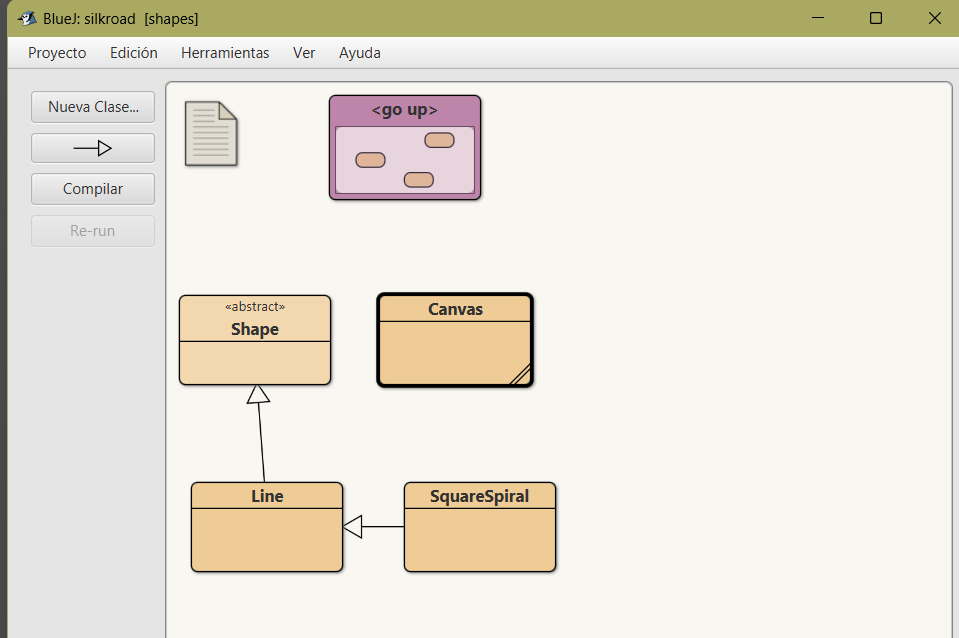 BlueJ: silkroad [shapes]
Proyecto Edición Herramientas Ver Ayuda
Nueva Clase...
Compilar
Re-run
<go up>
«abstract»
Shape
Canvas
Line
SquareSpiral